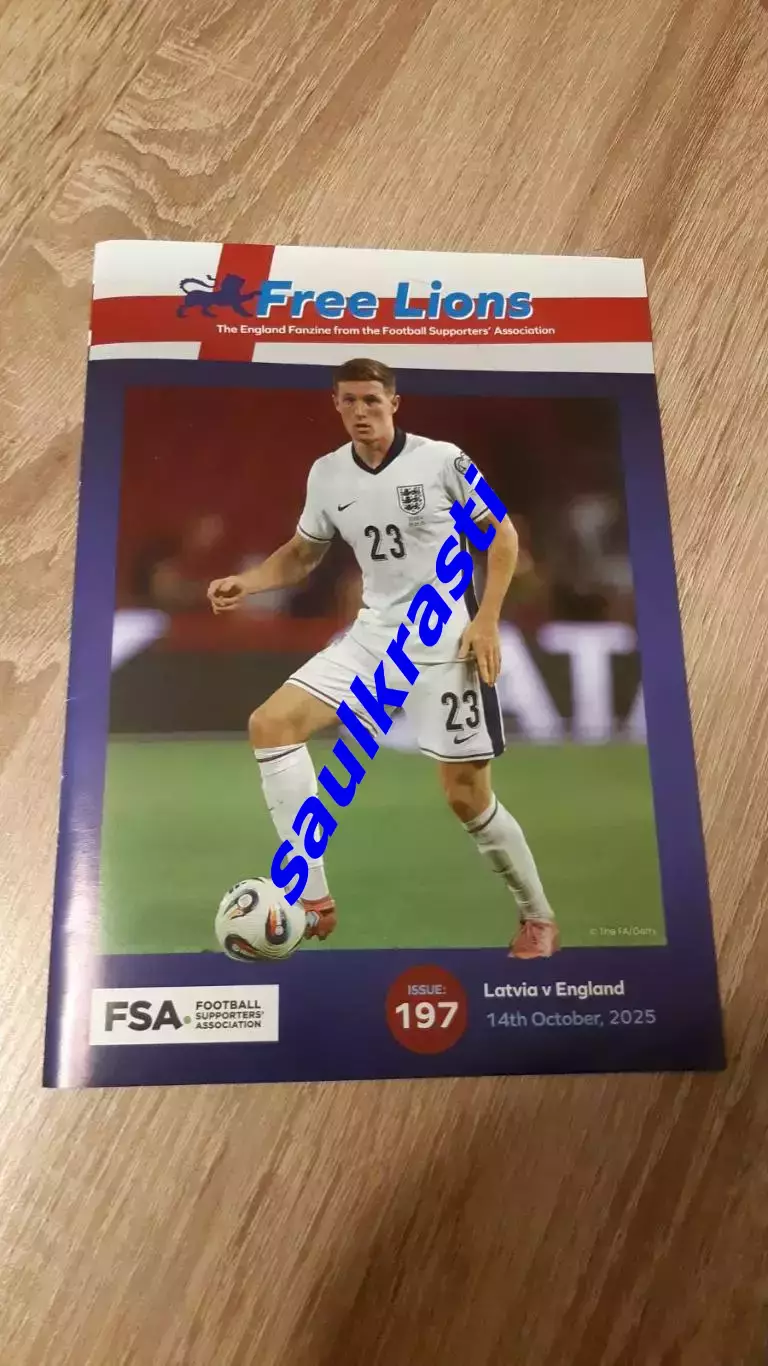 Free Lions
The England Fanzine from the Football Supporters' Association
23
23
saulkrasti
ATA
© The FA/Getty
FSA.
FOOTBALL
SUPPORTERS'
ASSOCIATION
ISSUE:
197
Latvia v England
14th October, 2025